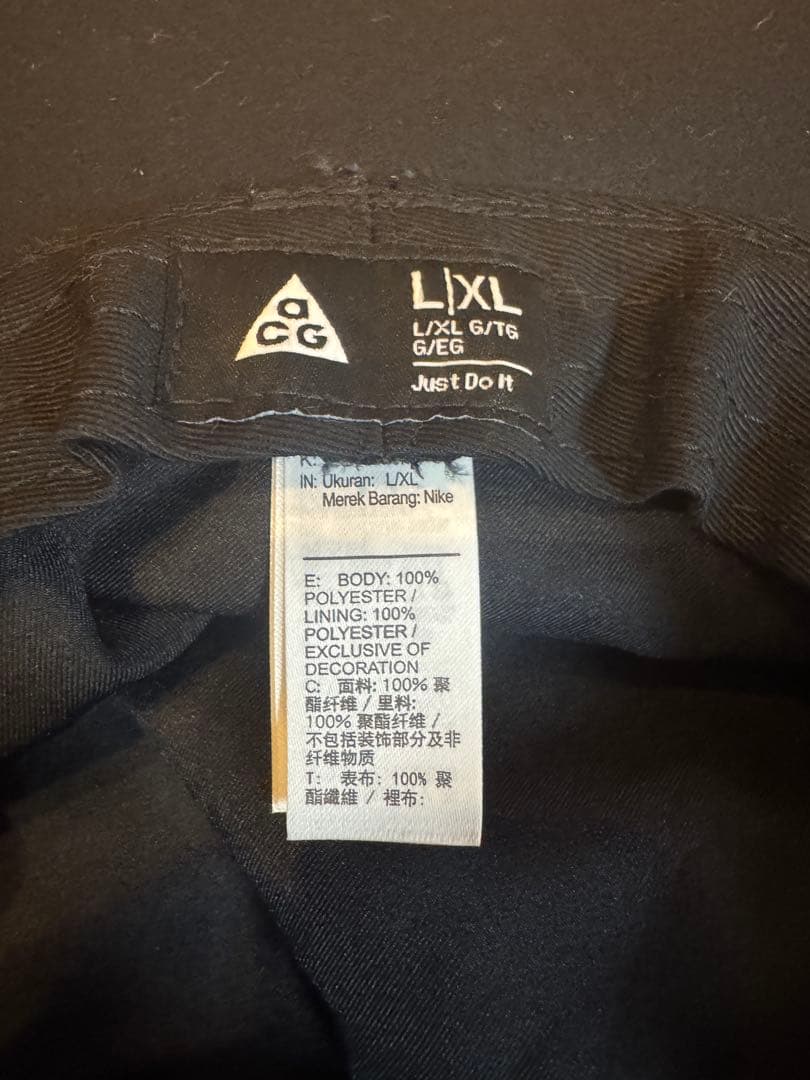 aCG
L|XL
L/XL G/TG
G/EG
Just Do It
IN: Ukuran: L/XL
Merek Barang: Nike
E: BODY: 100%
POLYESTER /
LINING: 100%
POLYESTER /
EXCLUSIVE OF
DECORATION
C: 面料: 100% 聚
酯纤维 / 里料:
100% 聚酯纤维 /
不包括装饰部分及非
纤维物质
T: 表布: 100% 聚
酯纖維 / 裡布: